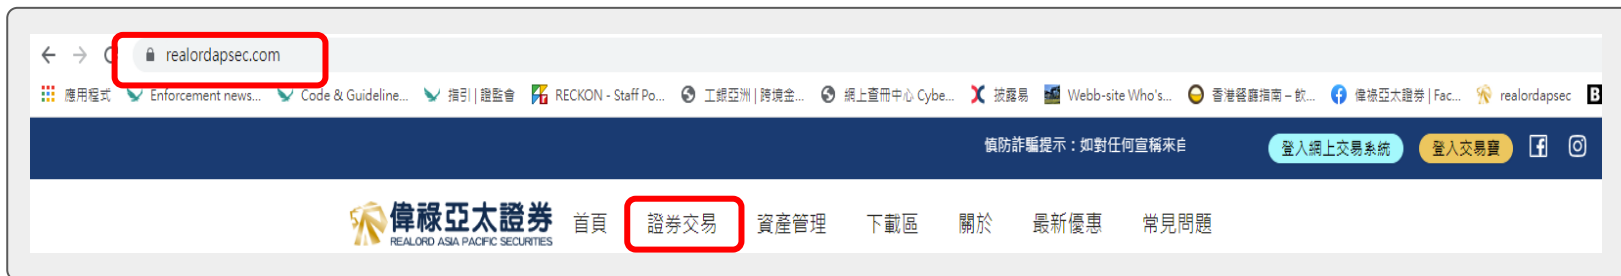 realordapsec.com
應用程式 Enforcement news... Code & Guideline... 指引 | 證監會 RECKON - Staff Po... 工銀亞洲 | 跨境金... 網上查冊中心 Cybe... 披露易 Webb-site Who's... 香港餐廳指南 – 飲... 偉祿亞太證券 | Fac... realordapsec B
慎防詐騙提示：如對任何宣稱來自 登入網上交易系統 登入交易寶
偉祿亞太證券 首頁 證券交易 資產管理 下載區 關於 最新優惠 常見問題
REALORD ASIA PACIFIC SECURITIES